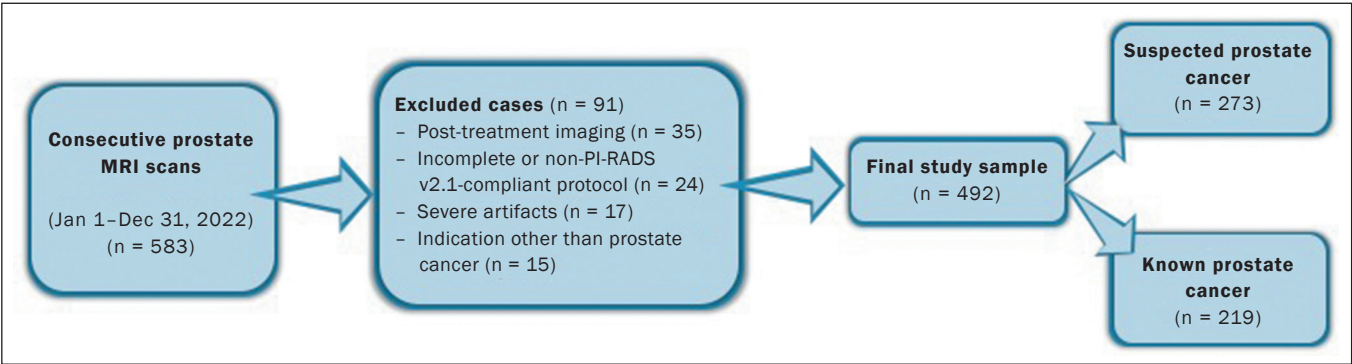 Consecutive prostate
MRI scans
(Jan 1–Dec 31, 2022)
(n = 583)
Excluded cases (n = 91)
– Post-treatment imaging (n = 35)
– Incomplete or non-PI-RADS
v2.1-compliant protocol (n = 24)
– Severe artifacts (n = 17)
– Indication other than prostate
cancer (n = 15)
Final study sample
(n = 492)
Suspected prostate
cancer
(n = 273)
Known prostate
cancer
(n = 219)